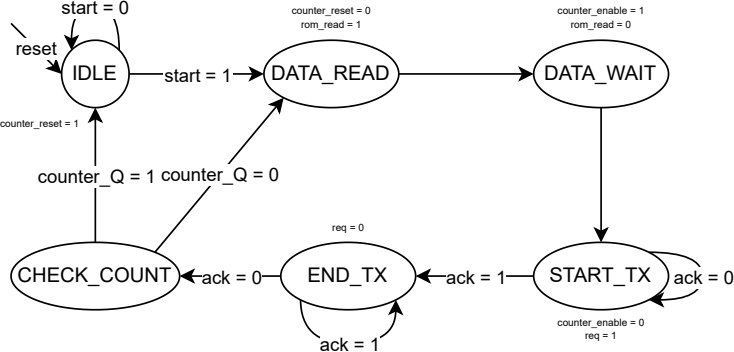 start = 0
counter_reset = 0
rom_read = 1
counter_enable = 1
rom_read = 0
reset
IDLE
start = 1
DATA_READ
DATA_WAIT
counter_reset = 1
counter_Q = 1
counter_Q = 0
req = 0
CHECK_COUNT
ack = 0
END_TX
ack = 1
START_TX
ack = 0
counter_enable = 0
req = 1
ack = 1